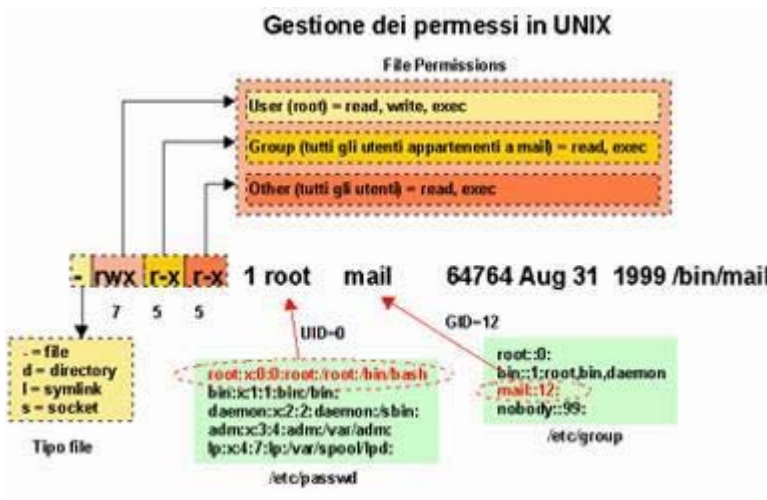 Gestione dei permessi in UNIX
File Permissions
User (root) = read, write, exec
Group (tutti gli utenti appartenenti a mail) = read, exec
Other (tutti gli utenti) = read, exec
- rwx r-x r-x 1 root mail 64764 Aug 31 1999 /bin/mail
7 5 5
UID=0
GID=12
- = file
d = directory
l = symlink
s = socket
Tipo file
root:x:0:0:root:/root:/bin/bash
bin:x:1:1:bin:/bin:
daemon:x:2:2:daemon:/sbin:
adm:x:3:4:adm:/var/adm:
lp:x:4:7:lp:/var/spool/lpd:
/etc/passwd
root::0:
bin::1:root,bin,daemon
mail::12:
nobody::99:
/etc/group